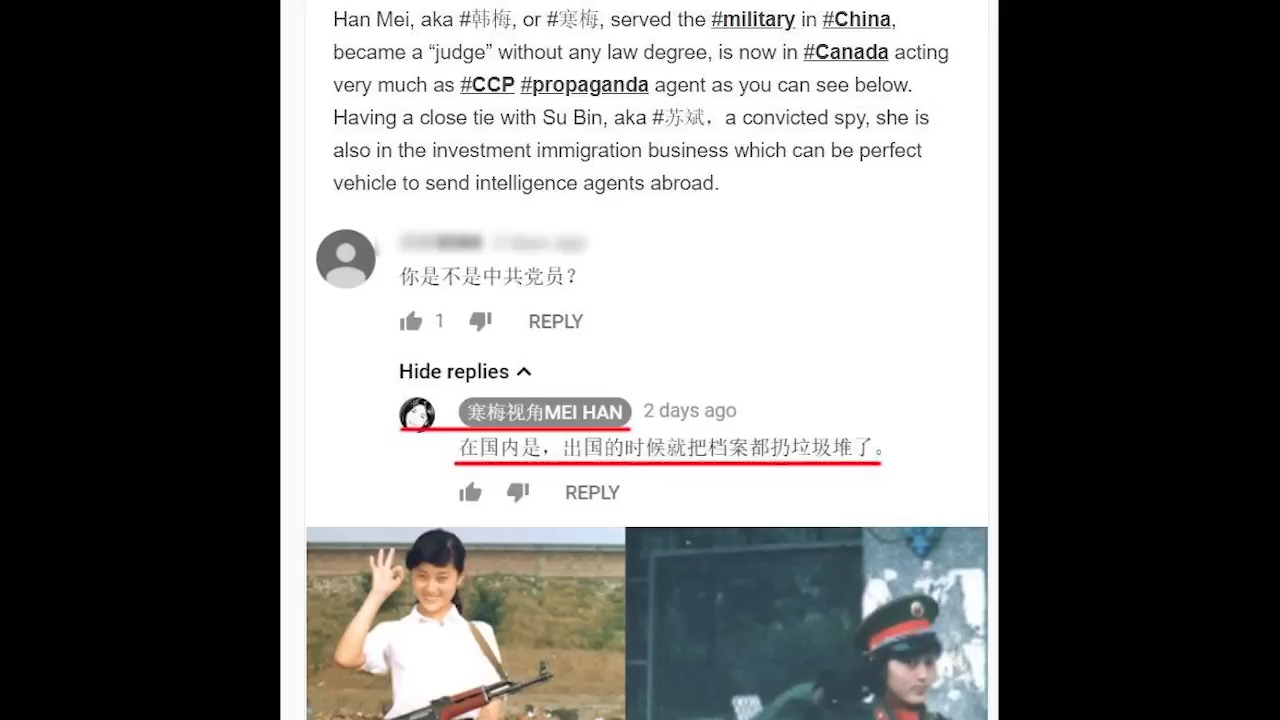 Han Mei, aka #韩梅, or #寒梅, served the #military in #China,
became a “judge” without any law degree, is now in #Canada acting
very much as #CCP #propaganda agent as you can see below.
Having a close tie with Su Bin, aka #苏斌，a convicted spy, she is
also in the investment immigration business which can be perfect
vehicle to send intelligence agents abroad.
你是不是中共党员？
1 REPLY
Hide replies
寒梅视角MEI HAN 2 days ago
在国内是，出国的时候就把档案都扔垃圾堆了。
REPLY